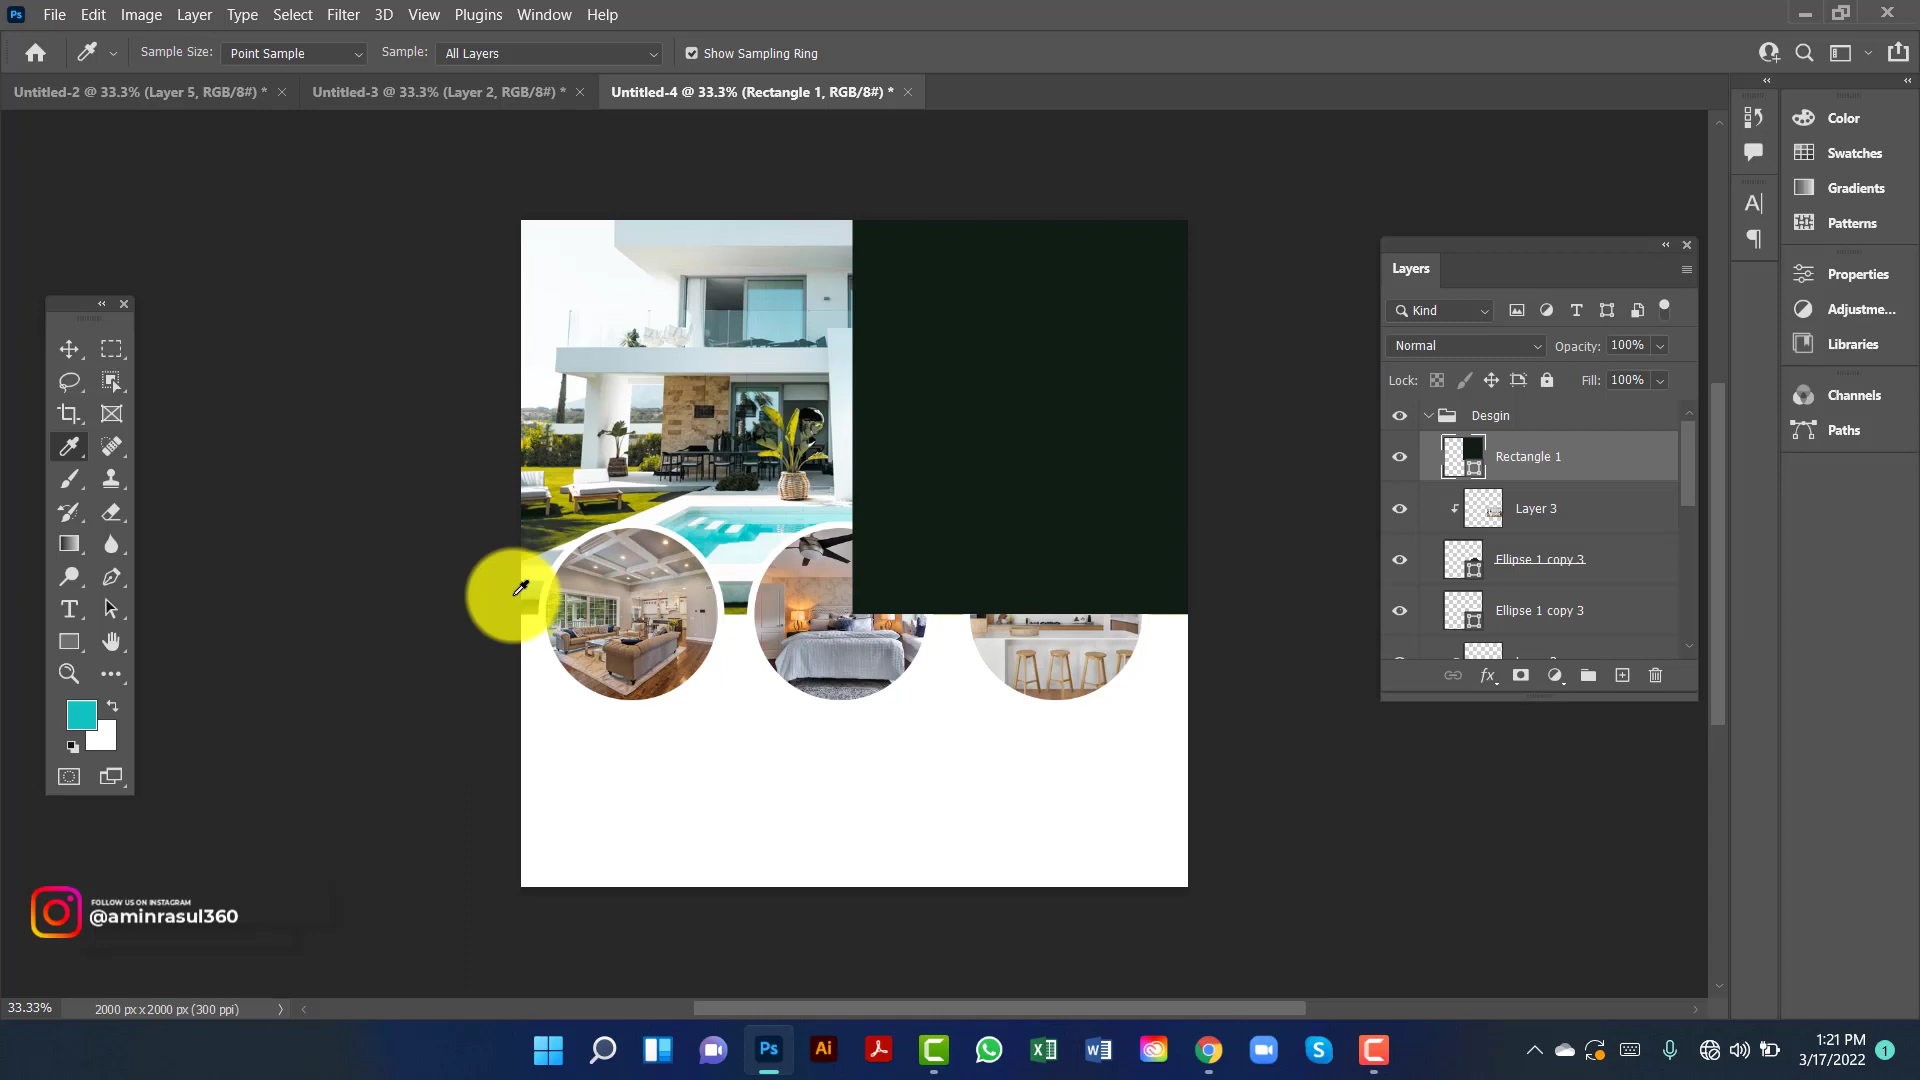 File Edit Image Layer Type Select Filter 3D View Plugins Window Help
Sample Size: Point Sample Sample: All Layers Show Sampling Ring
Untitled-2 @ 33.3% (Layer 5, RGB/8#) * Untitled-3 @ 33.3% (Layer 2, RGB/8#) * Untitled-4 @ 33.3% (Rectangle 1, RGB/8#) *
Color
Swatches
Gradients
Patterns
Properties
Adjustme...
Libraries
Channels
Paths
Layers
Kind
Normal Opacity: 100%
Lock: Fill: 100%
Desgin
Rectangle 1
Layer 3
Ellipse 1 copy 3
Ellipse 1 copy 3
FOLLOW US ON INSTAGRAM
@aminrasul360
33.33% 2000 px x 2000 px (300 ppi)
1:21 PM
3/17/2022
1